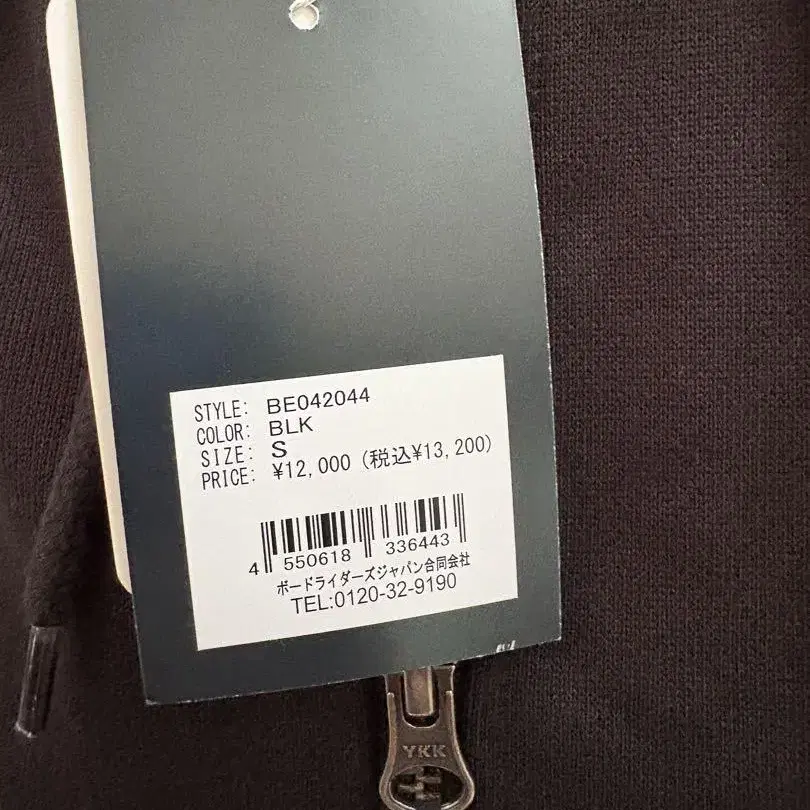 STYLE: BE042044
COLOR: BLK
SIZE: S
PRICE: ¥12,000 (税込¥13,200)
4 550618 336443
ボードライダーズジャパン合同会社
TEL:0120-32-9190
YKK